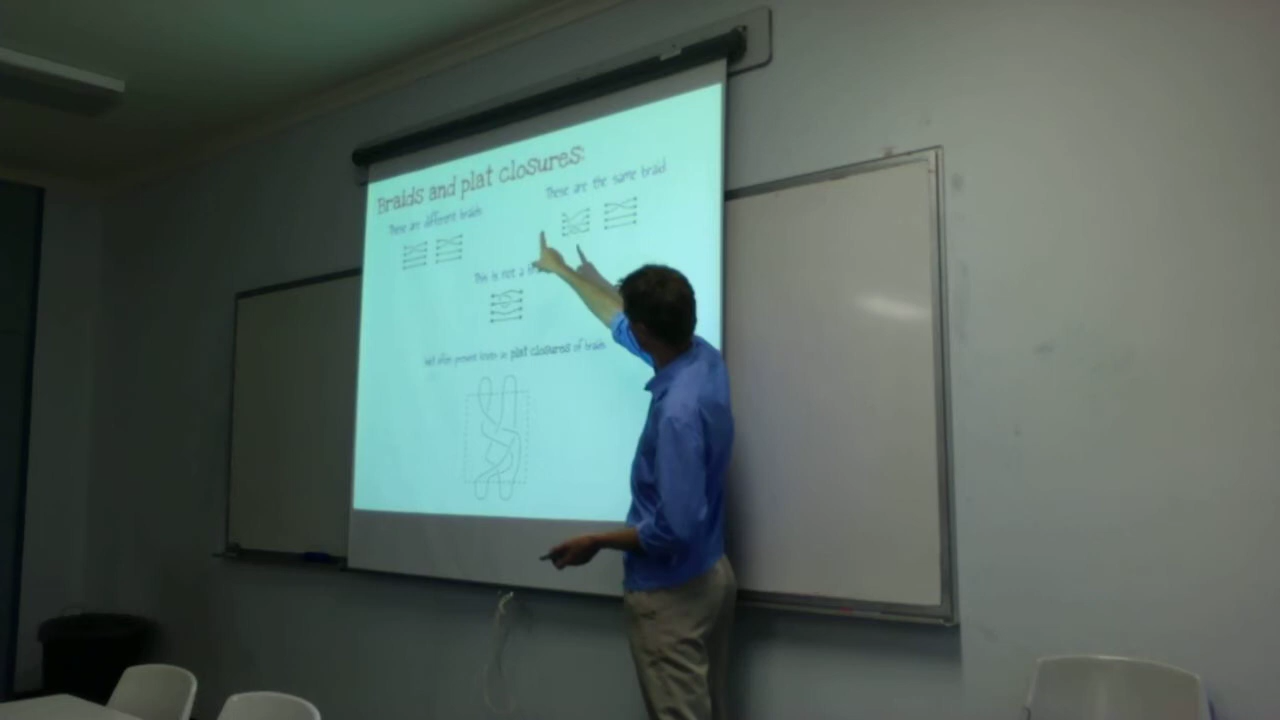 Braids and plat closures:
These are different braids
These are the same braid
This is not a
often present knots as plat closures of braids